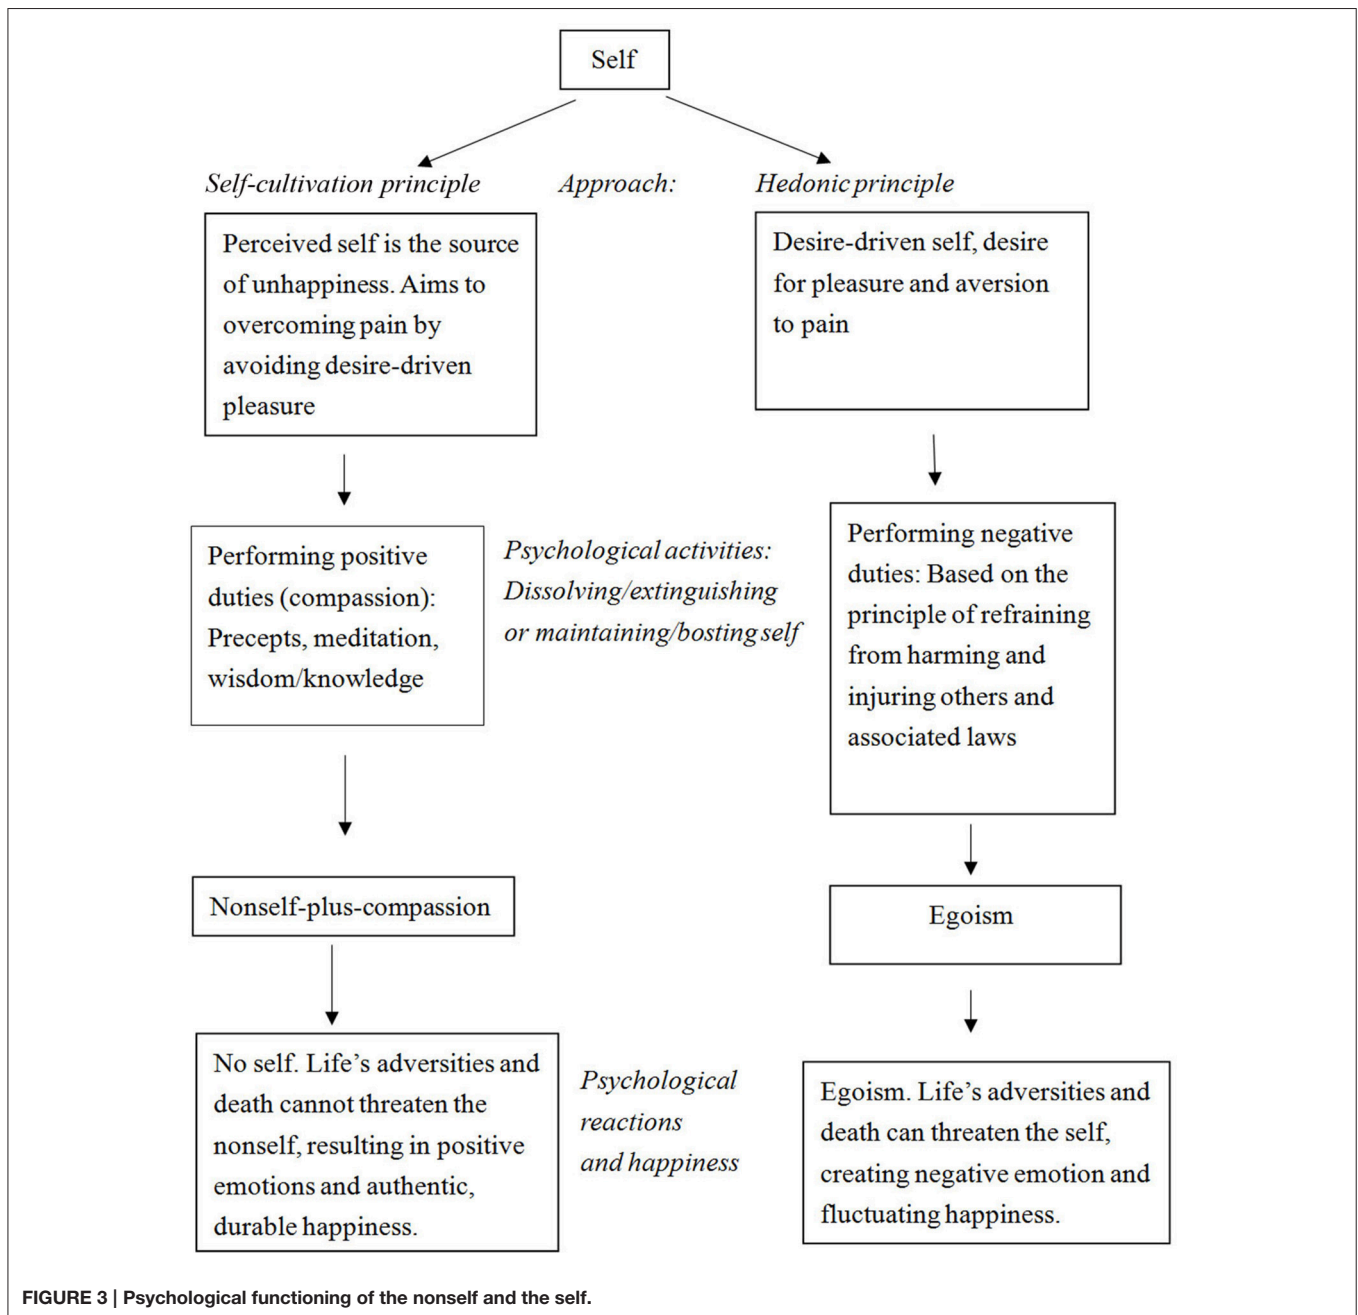 Self
Self-cultivation principle
Approach:
Hedonic principle
Perceived self is the source
of unhappiness. Aims to
overcoming pain by
avoiding desire-driven
pleasure
Desire-driven self, desire
for pleasure and aversion
to pain
Performing positive
duties (compassion):
Precepts, meditation,
wisdom/knowledge
Psychological activities:
Dissolving/extinguishing
or maintaining/bosting self
Performing negative
duties: Based on the
principle of refraining
from harming and
injuring others and
associated laws
Nonself-plus-compassion
Egoism
No self. Life’s adversities and
death cannot threaten the
nonself, resulting in positive
emotions and authentic,
durable happiness.
Psychological
reactions
and happiness
Egoism. Life’s adversities and
death can threaten the self,
creating negative emotion and
fluctuating happiness.
FIGURE 3 | Psychological functioning of the nonself and the self.